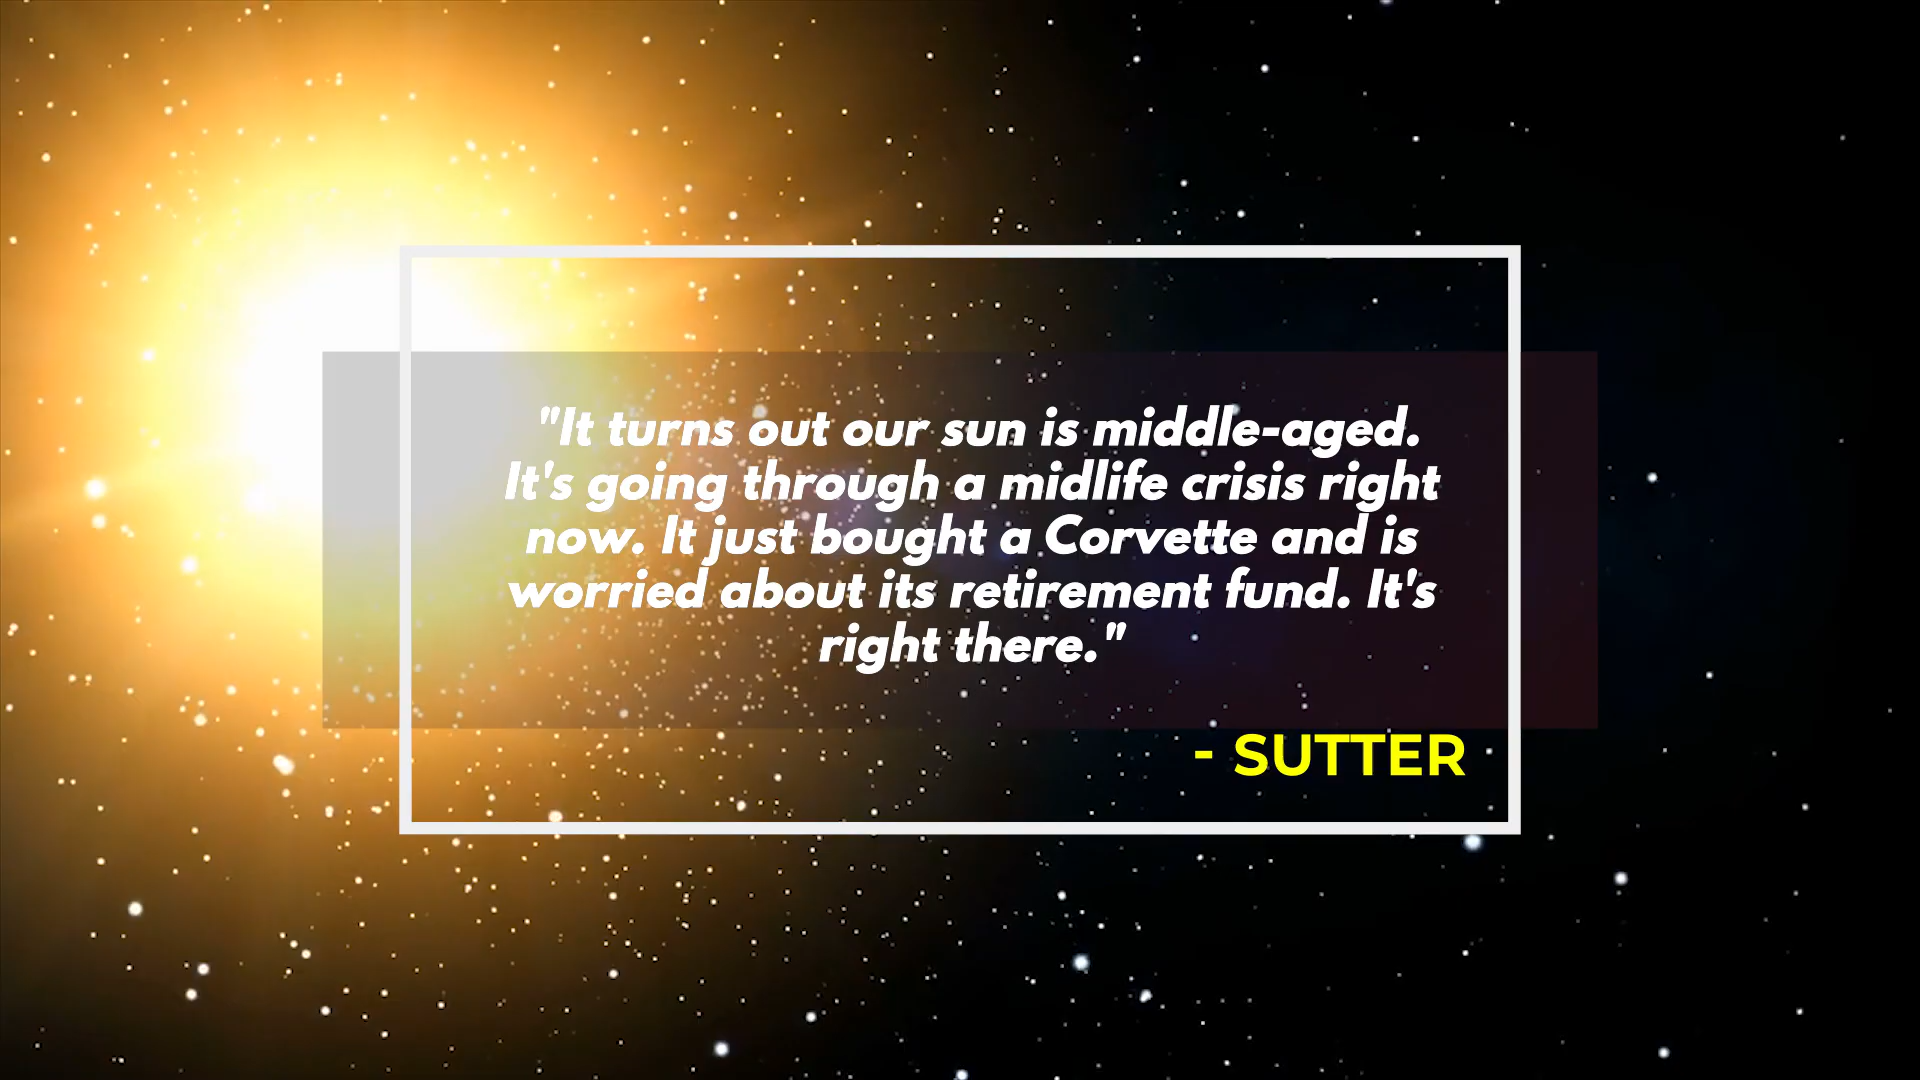 "It turns out our sun is middle-aged.
It's going through a midlife crisis right
now. It just bought a Corvette and is
worried about its retirement fund. It's
right there."
- SUTTER